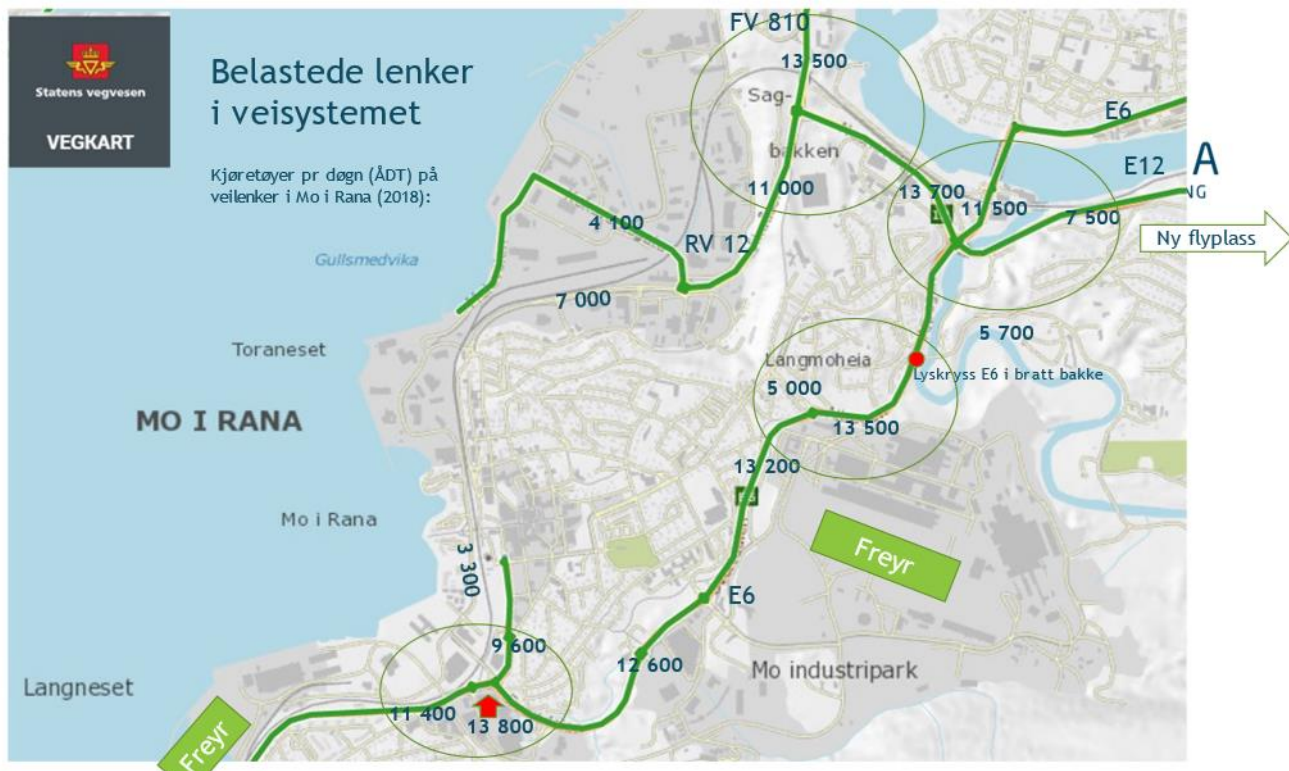 Statens vegvesen
VEGKART
Belastede lenker
i veisystemet
Kjøretøyer pr døgn (ÅDT) på
veilenker i Mo i Rana (2018):
FV 810
13 500
Sag-
bakken
11 000
E6
E12
A
NG
13 700
11 500
7 500
Ny flyplass
4 100
RV 12
Gullsmedvika
7 000
Toraneset
5 700
Langmoheia
Lyskryss E6 i bratt bakke
5 000
13 500
MO I RANA
13 200
Mo i Rana
Freyr
3 300
E6
9 600
12 600
Mo industripark
Langneset
11 400
13 800
Freyr